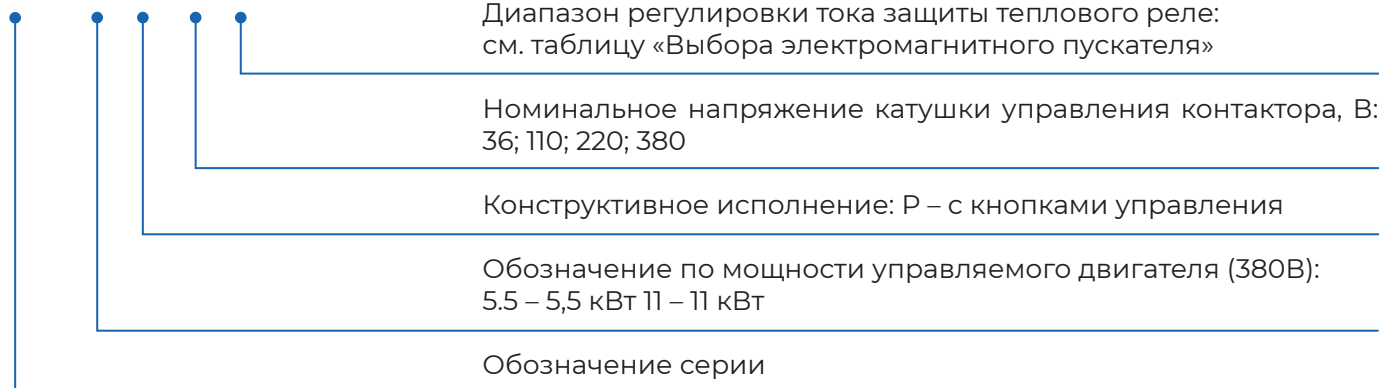 Диапазон регулировки тока защиты теплового реле:
см. таблицу «Выбора электромагнитного пускателя»
Номинальное напряжение катушки управления контактора, В:
36; 110; 220; 380
Конструктивное исполнение: Р – с кнопками управления
Обозначение по мощности управляемого двигателя (380В):
5.5 – 5,5 кВт 11 – 11 кВт
Обозначение серии